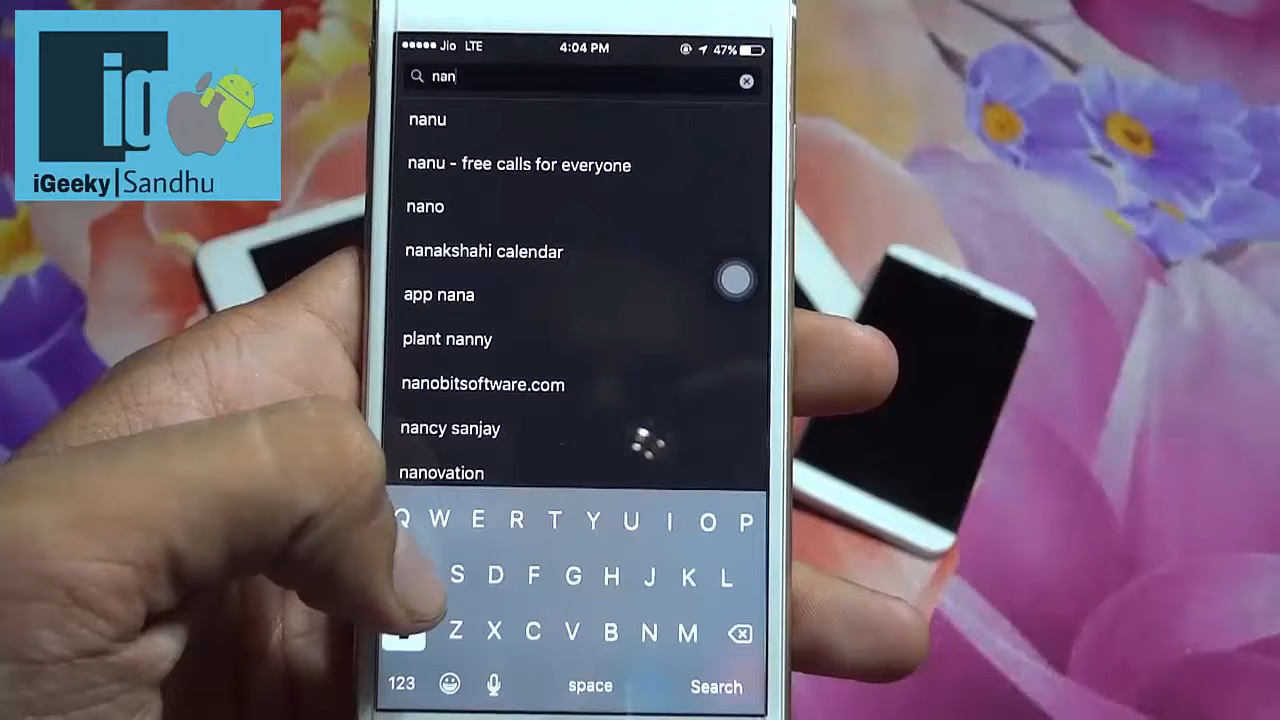 ig
iGeeky|Sandhu
Jio LTE 4:04 PM 47%
nan
nanu
nanu - free calls for everyone
nano
nanakshahi calendar
app nana
plant nanny
nanobitsoftware.com
nancy sanjay
nanovation
Q W E R T Y U I O P
S D F G H J K L
Z X C V B N M
123 space Search